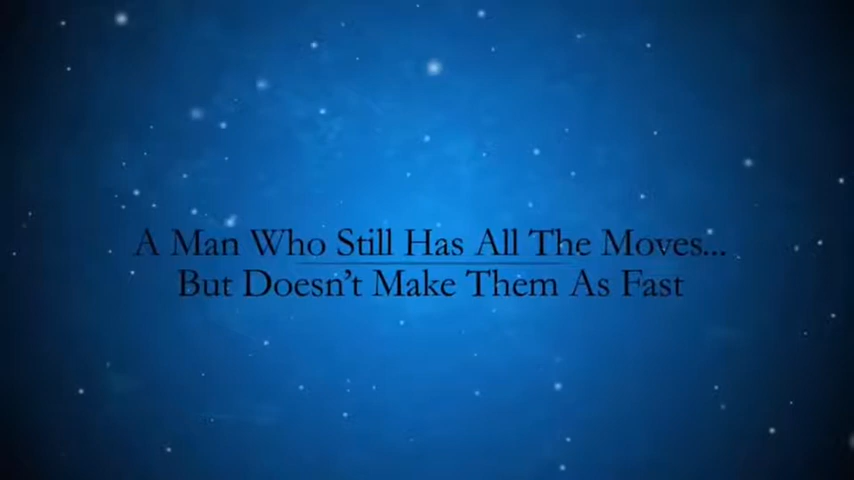 A Man Who Still Has All The Moves...
But Doesn't Make Them As Fast